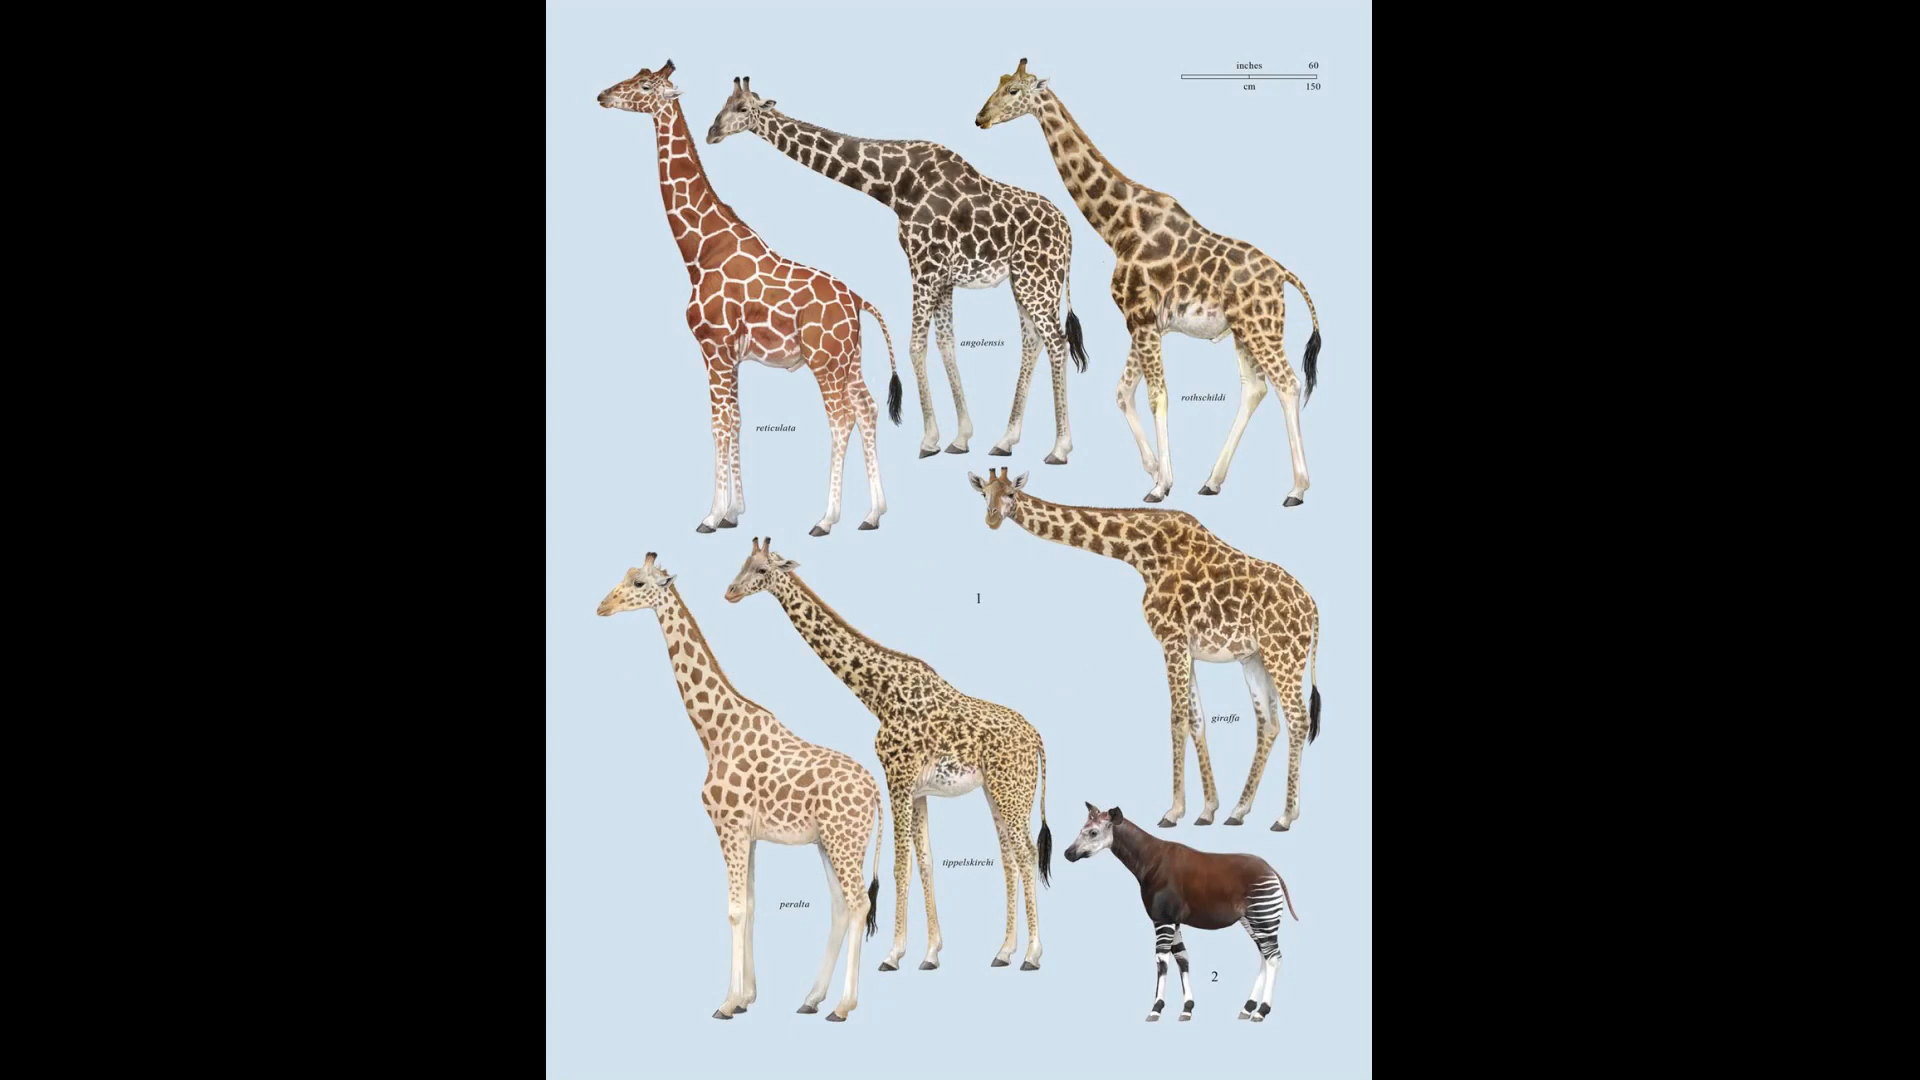 inches 60
cm 150
angolensis
rothschildi
reticulata
1
giraffa
tippelskirchi
peralta
2